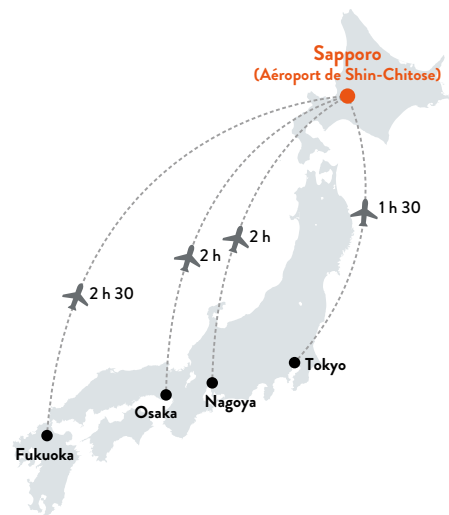 Sapporo
(Aéroport de Shin-Chitose)
1 h 30
2 h
2 h
2 h 30
Tokyo
Nagoya
Osaka
Fukuoka